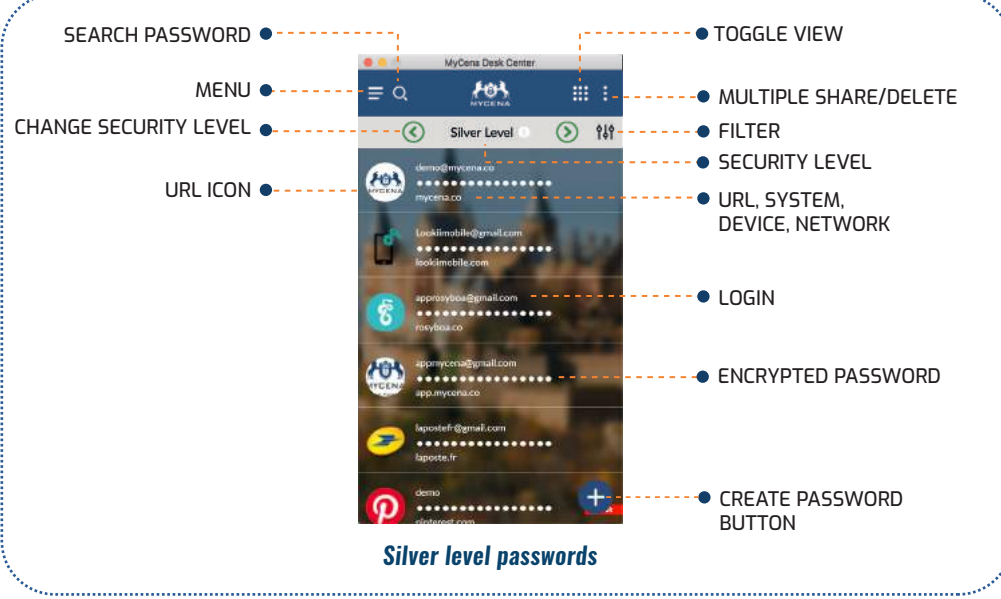 SEARCH PASSWORD
MENU
CHANGE SECURITY LEVEL
URL ICON
MyCena Desk Center
MYCENA
Silver Level
MYCENA
demo@mycena.co
mycena.co
Lookiimobile@gmail.com
lookiimobile.com
approsyboa@gmail.com
rosyboa.co
MYCENA
appmycena@gmail.com
app.mycena.co
lapostefr@gmail.com
laposte.fr
demo
pinterest.com
TOGGLE VIEW
MULTIPLE SHARE/DELETE
FILTER
SECURITY LEVEL
URL, SYSTEM,
DEVICE, NETWORK
LOGIN
ENCRYPTED PASSWORD
CREATE PASSWORD
BUTTON
Silver level passwords